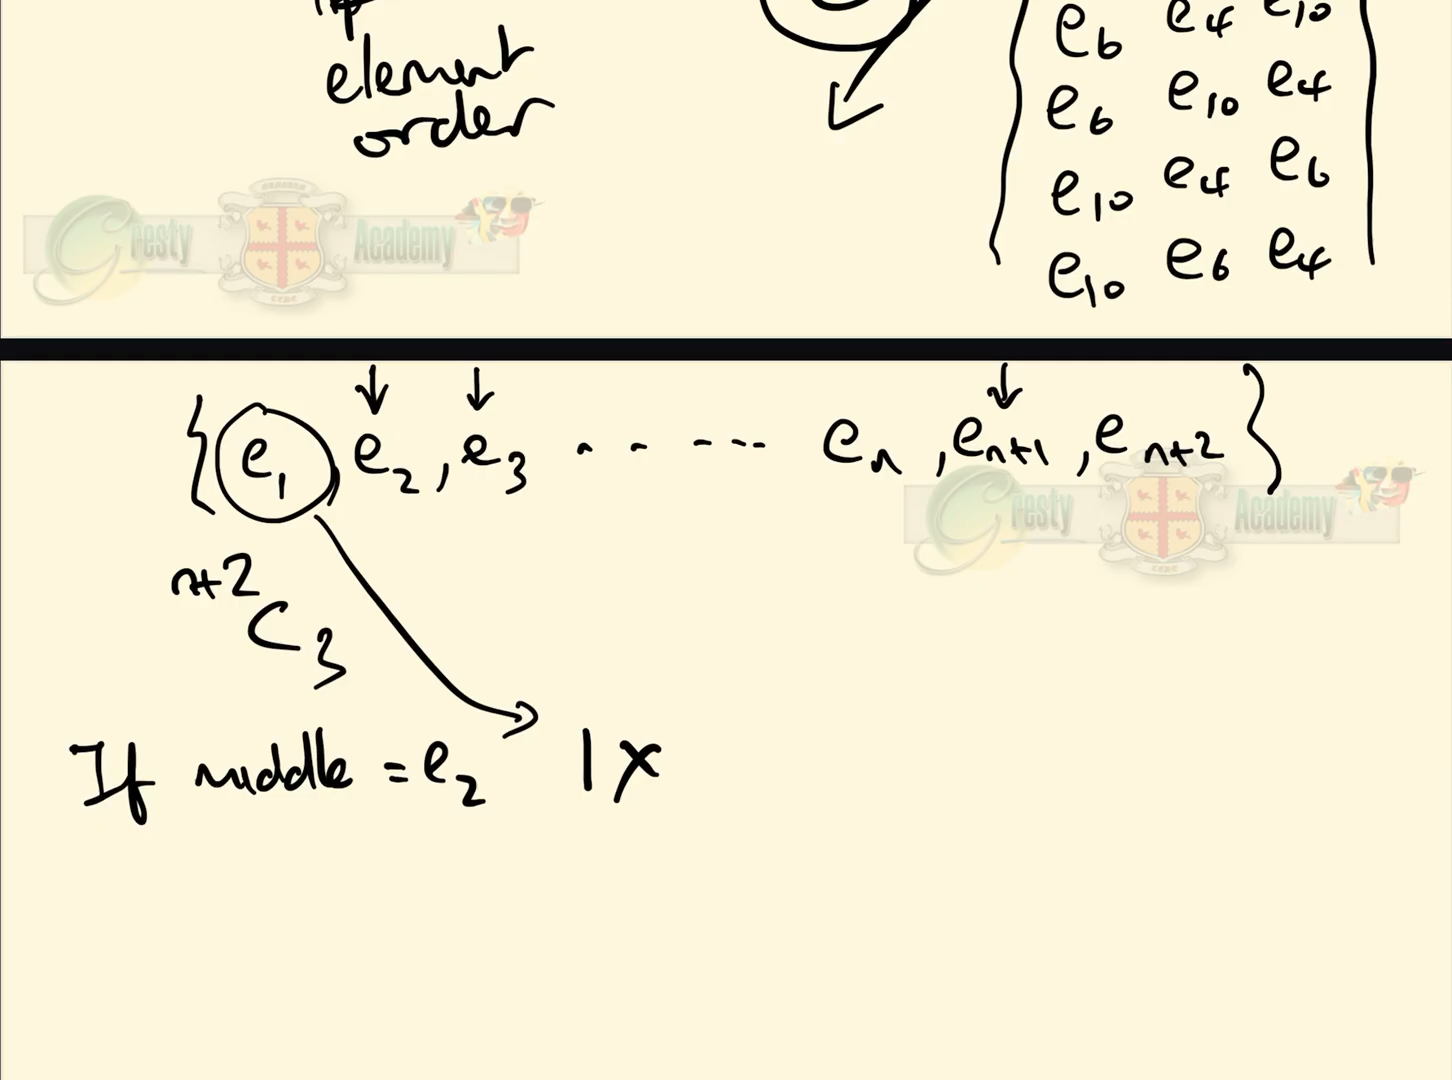 element
order
e6 e4 e10
e6 e10 e4
e10 e4 e6
e10 e6 e4
Gresty Academy
{e1, e2, e3 ........ en, en+1, en+2}
Gresty Academy
n+2C3
If middle = e2 1 x